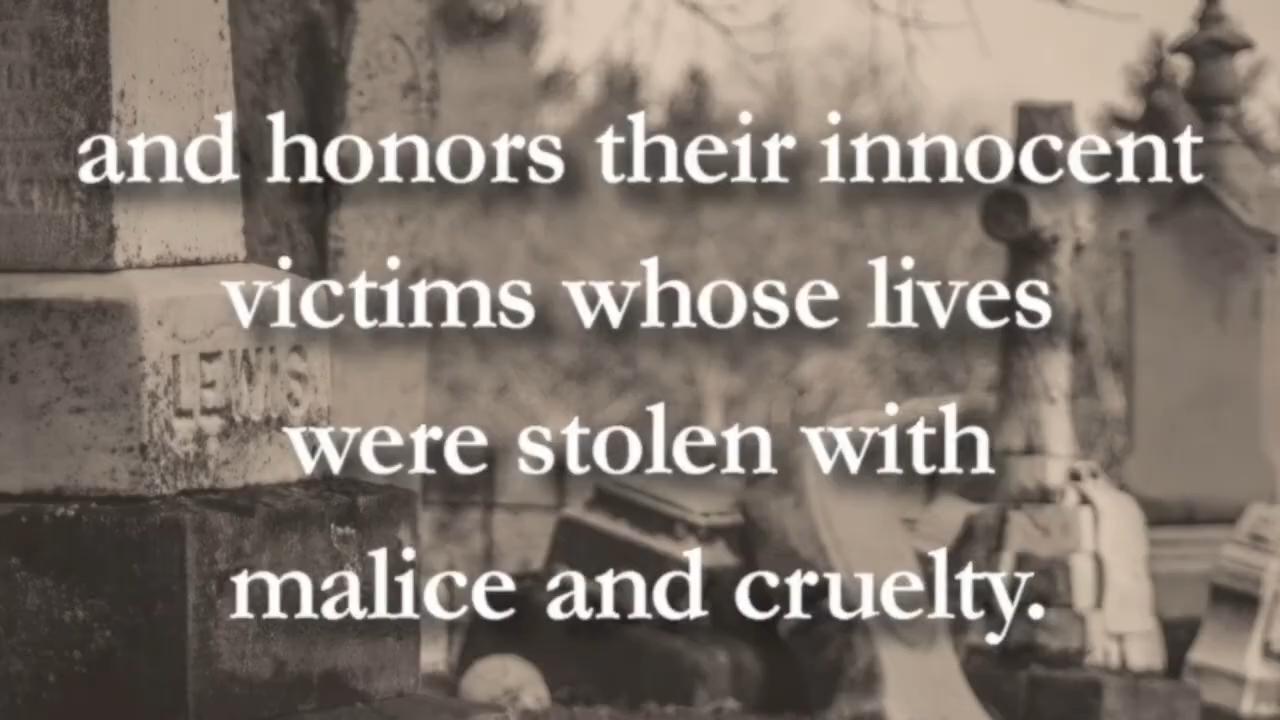 and honors their innocent
victims whose lives
were stolen with
malice and cruelty.
LEWIS